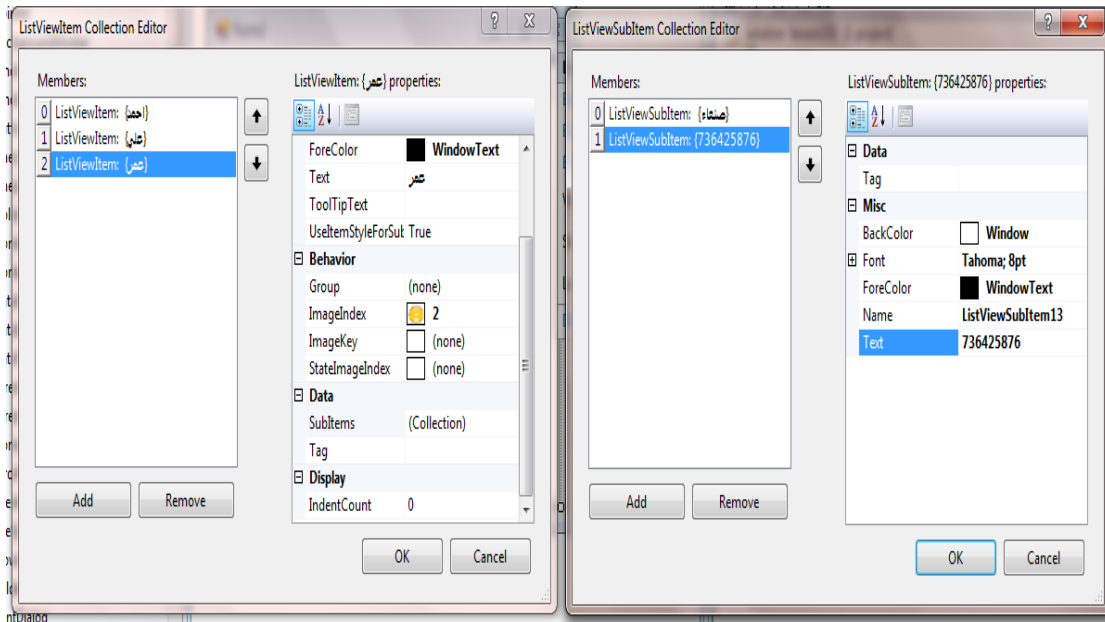 ListViewItem Collection Editor
Members:
0 ListViewItem: {احمد}
1 ListViewItem: {علي}
2 ListViewItem: {عمر}
Add Remove
ListViewItem: {عمر} properties:
ForeColor WindowText
Text عمر
ToolTipText
UseItemStyleForSub True
Behavior
Group (none)
ImageIndex 2
ImageKey (none)
StateImageIndex (none)
Data
SubItems (Collection)
Tag
Display
IndentCount 0
OK Cancel
ListViewSubItem Collection Editor
Members:
0 ListViewSubItem: {صنعاء}
1 ListViewSubItem: {736425876}
Add Remove
ListViewSubItem: {736425876} properties:
Data
Tag
Misc
BackColor Window
Font Tahoma; 8pt
ForeColor WindowText
Name ListViewSubItem13
Text 736425876
OK Cancel
ntDialog